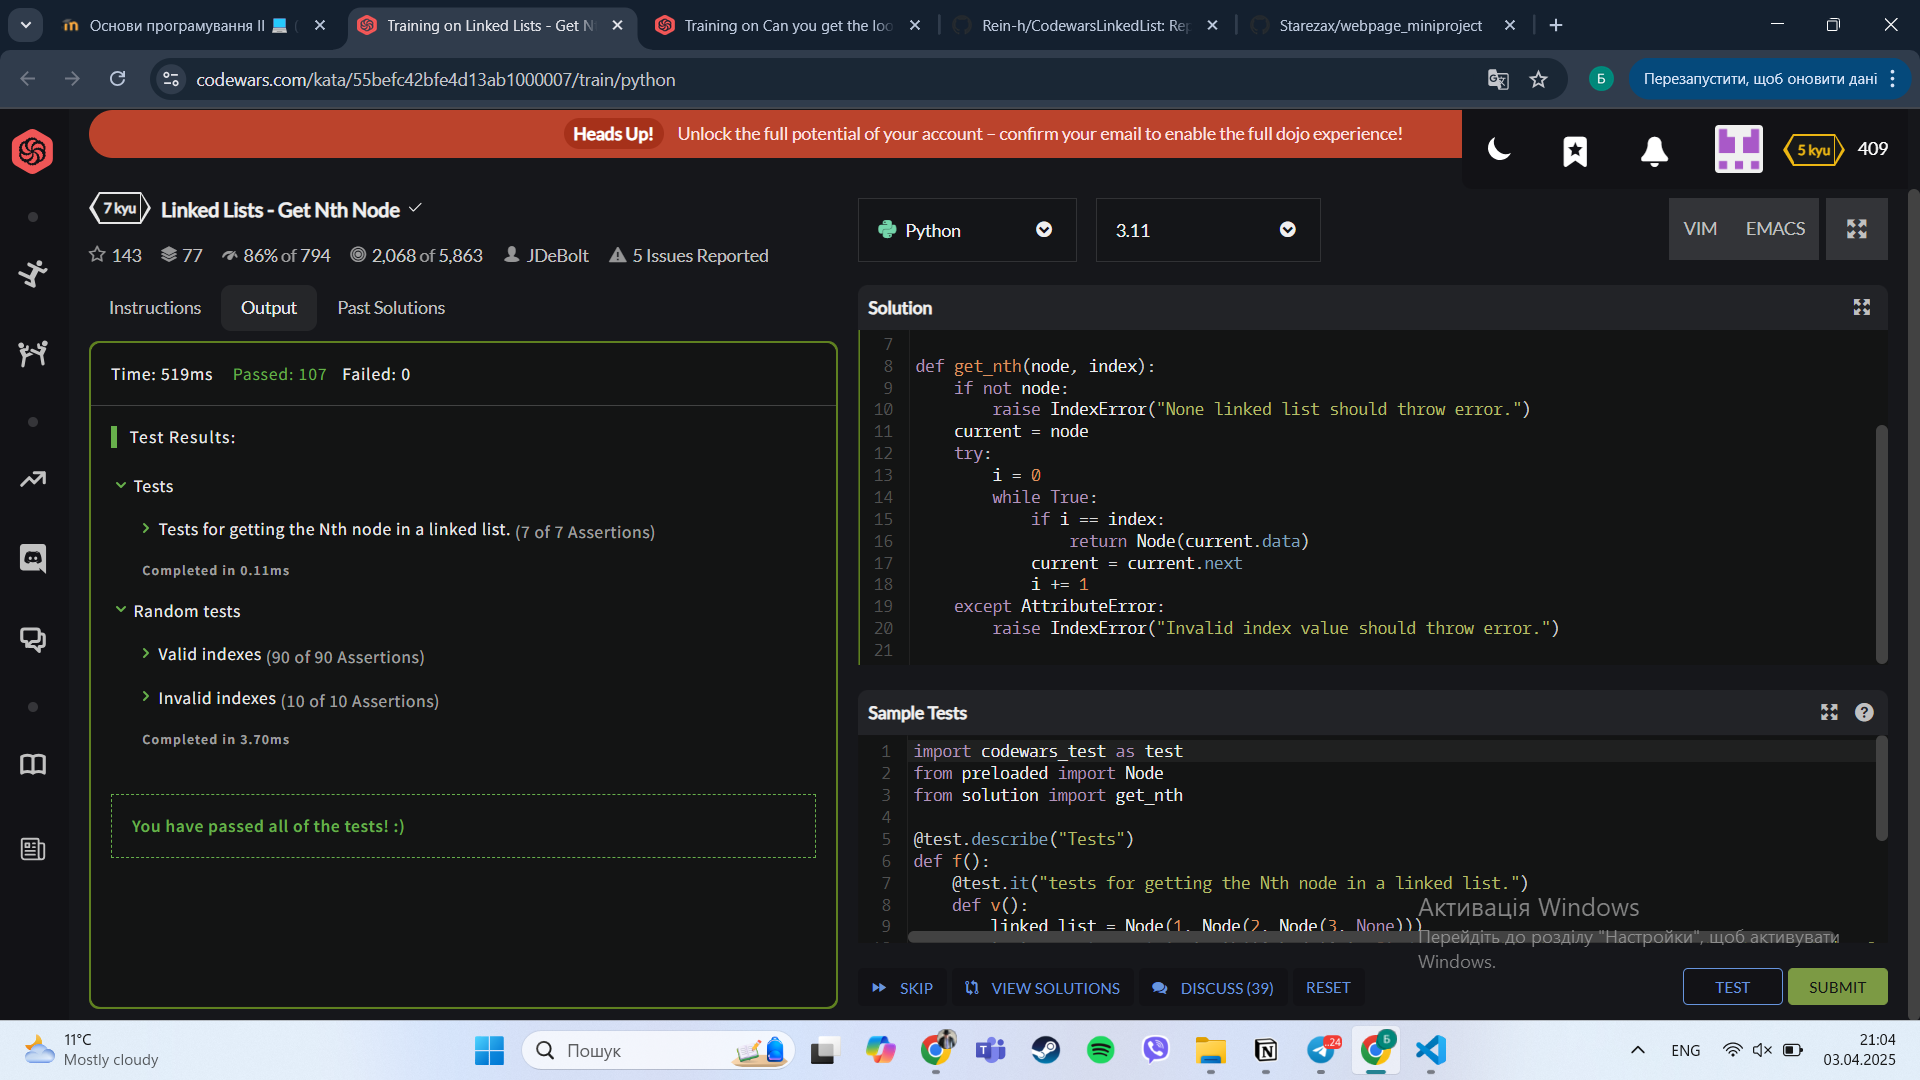 Основи програмування ІІ
Training on Linked Lists - Get N
Training on Can you get the loo
Rein-h/CodewarsLinkedList: Rep
Starezax/webpage_miniproject
codewars.com/kata/55befc42bfe4d13ab1000007/train/python
Б
Перезапустити, щоб оновити дані
Heads Up! Unlock the full potential of your account – confirm your email to enable the full dojo experience!
5 kyu 409
7 kyu Linked Lists - Get Nth Node
143 77 86% of 794 2,068 of 5,863 JDeBolt 5 Issues Reported
Python
3.11
VIM EMACS
Instructions Output Past Solutions
Time: 519ms Passed: 107 Failed: 0
Test Results:
Tests
Tests for getting the Nth node in a linked list. (7 of 7 Assertions)
Completed in 0.11ms
Random tests
Valid indexes (90 of 90 Assertions)
Invalid indexes (10 of 10 Assertions)
Completed in 3.70ms
You have passed all of the tests! :)
Solution
7
8 def get_nth(node, index):
9 if not node:
10 raise IndexError("None linked list should throw error.")
11 current = node
12 try:
13 i = 0
14 while True:
15 if i == index:
16 return Node(current.data)
17 current = current.next
18 i += 1
19 except AttributeError:
20 raise IndexError("Invalid index value should throw error.")
21
Sample Tests
1 import codewars_test as test
2 from preloaded import Node
3 from solution import get_nth
4
5 @test.describe("Tests")
6 def f():
7 @test.it("tests for getting the Nth node in a linked list.")
8 def v():
9 linked_list = Node(1, Node(2, Node(3, None)))
Активація Windows
Перейдіть до розділу "Настройки", щоб активувати
Windows.
SKIP VIEW SOLUTIONS DISCUSS (39) RESET
TEST SUBMIT
11°C
Mostly cloudy
Пошук
24
Б
ENG
21:04
03.04.2025